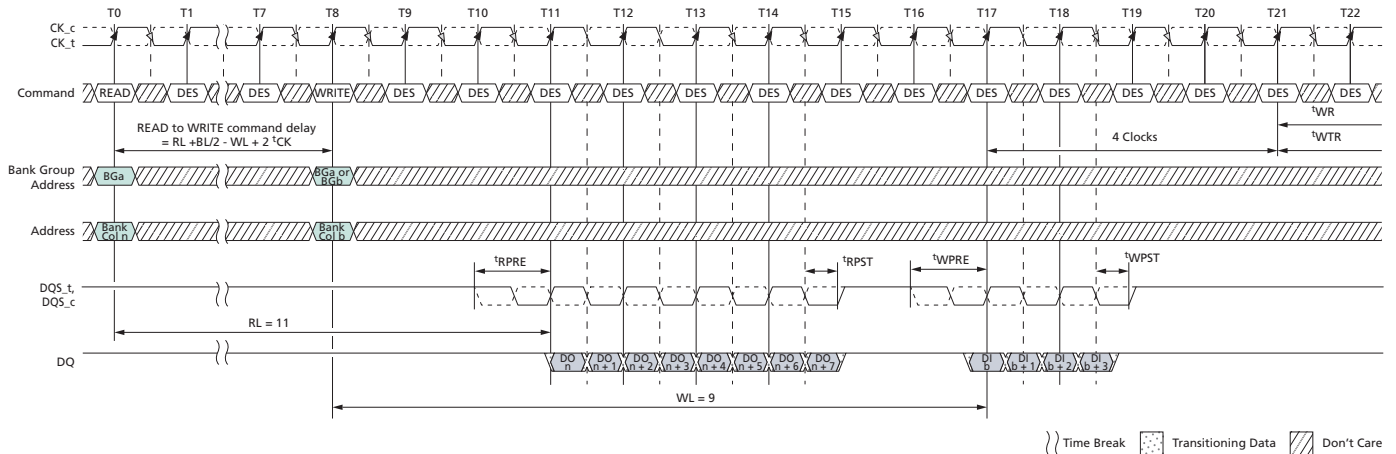 T0 T1 T7 T8 T9 T10 T11 T12 T13 T14 T15 T16 T17 T18 T19 T20 T21 T22
CK_c
CK_t
Command READ DES DES WRITE DES DES DES DES DES DES DES DES DES DES DES DES DES DES
tWR
READ to WRITE command delay
= RL +BL/2 - WL + 2 tCK
4 Clocks
tWTR
Bank Group
Address
BGa
BGa or
BGb
Address
Bank
Col n
Bank
Col b
tRPRE
tRPST
tWPRE
tWPST
DQS_t,
DQS_c
RL = 11
DQ
DO
n
DO
n + 1
DO
n + 2
DO
n + 3
DO
n + 4
DO
n + 5
DO
n + 6
DO
n + 7
DI
b
DI
b + 1
DI
b + 2
DI
b + 3
WL = 9
Time Break Transitioning Data Don't Care